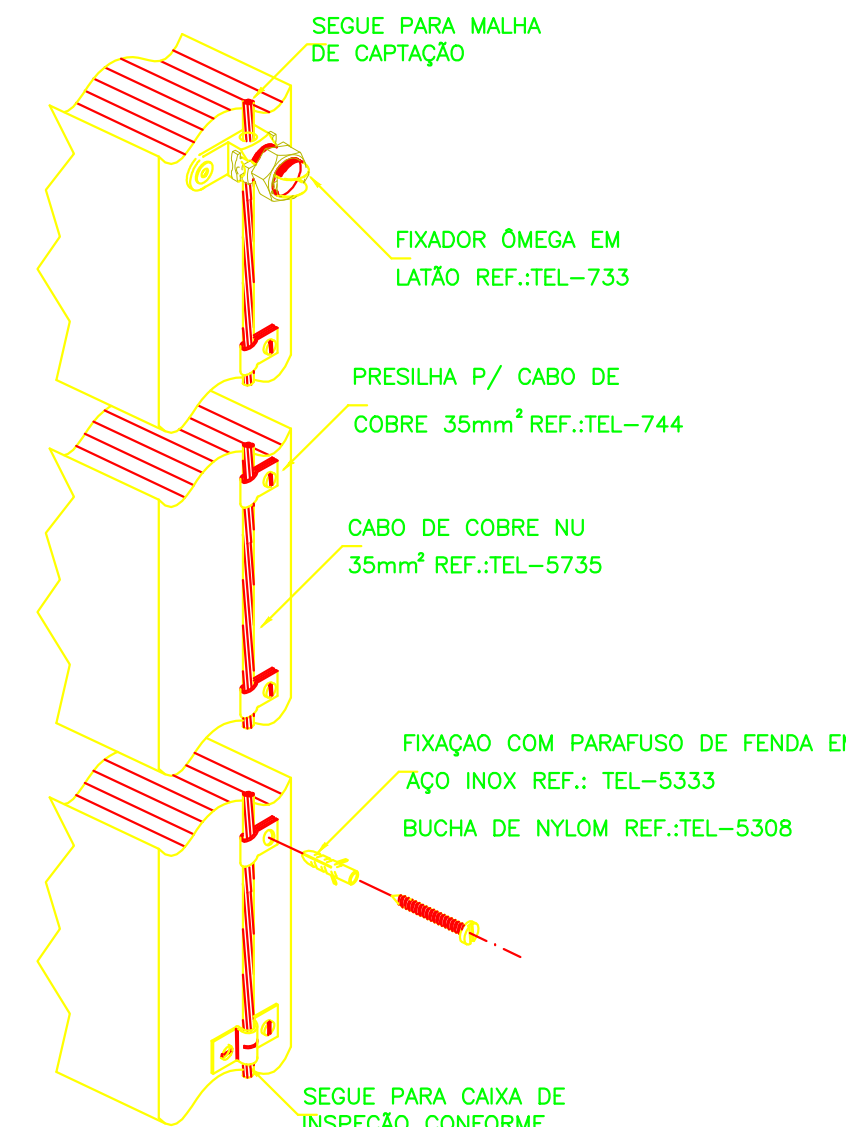 SEGUE PARA MALHA
DE CAPTAÇÃO
FIXADOR ÔMEGA EM
LATÃO REF.:TEL-733
PRESILHA P/ CABO DE
COBRE 35mm² REF.:TEL-744
CABO DE COBRE NU
35mm² REF.:TEL-5735
FIXAÇAO COM PARAFUSO DE FENDA
AÇO INOX REF.: TEL-5333
BUCHA DE NYLOM REF.:TEL-5308
SEGUE PARA CAIXA DE
INSPEÇÃO CONFORME